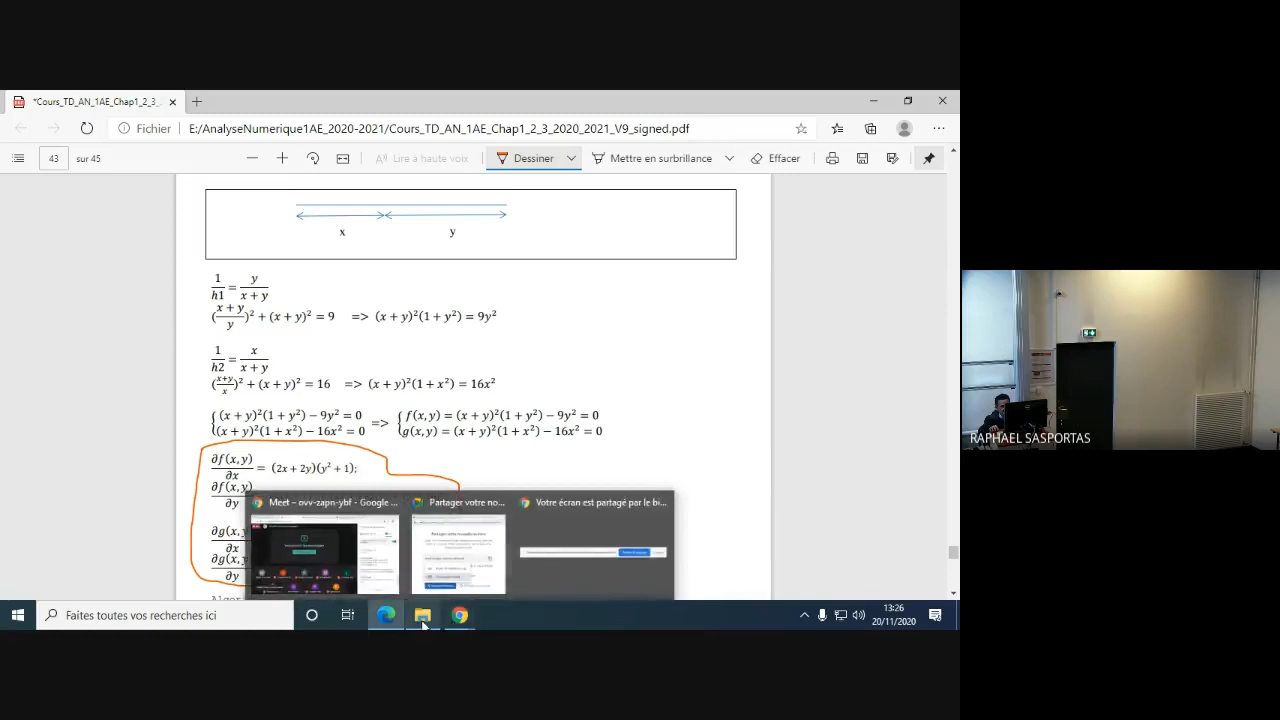 *Cours_TD_AN_1AE_Chap1_2_3_
Fichier E:/AnalyseNumerique1AE_2020-2021/Cours_TD_AN_1AE_Chap1_2_3_2020_2021_V9_signed.pdf
43 sur 45 Lire à haute voix Dessiner Mettre en surbrillance Effacer
x y
1/h1 = y/(x + y)
((x+y)/y)² + (x + y)² = 9 => (x + y)²(1 + y²) = 9y²
1/h2 = x/(x + y)
((x+y)/x)² + (x + y)² = 16 => (x + y)²(1 + x²) = 16x²
{(x + y)²(1 + y²) − 9y² = 0 => { f(x, y) = (x + y)²(1 + y²) − 9y² = 0
{(x + y)²(1 + x²) − 16x² = 0 { g(x, y) = (x + y)²(1 + x²) − 16x² = 0
∂f(x, y)/∂x = (2x + 2y)(y² + 1);
∂f(x, y)/∂y
∂g(x, y/∂x
∂g(x, y/∂y
Meet – ovv-zapn-ybf - Google ... Partager votre no... Votre écran est partagé par le bi...
Faites toutes vos recherches ici
13:26
20/11/2020
RAPHAEL SASPORTAS